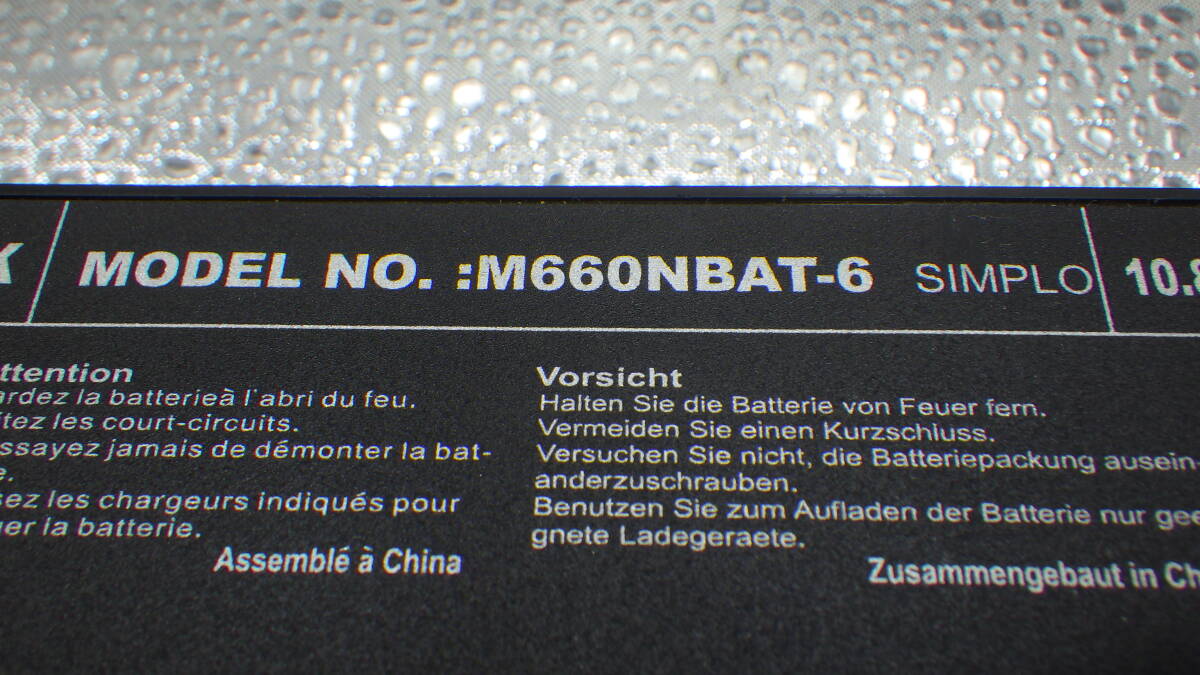 K
MODEL NO. :M660NBAT-6 SIMPLO
10.8
ttention
ardez la batterieà l'abri du feu.
itez les court-circuits.
ssayez jamais de démonter la bat-
e.
sez les chargeurs indiqués pour
ger la batterie.
Assemblé à China
Vorsicht
Halten Sie die Batterie von Feuer fern.
Vermeiden Sie einen Kurzschluss.
Versuchen Sie nicht, die Batteriepackung ausein-
anderzuschrauben.
Benutzen Sie zum Aufladen der Batterie nur gee
gnete Ladegeraete.
Zusammengebaut in Ch